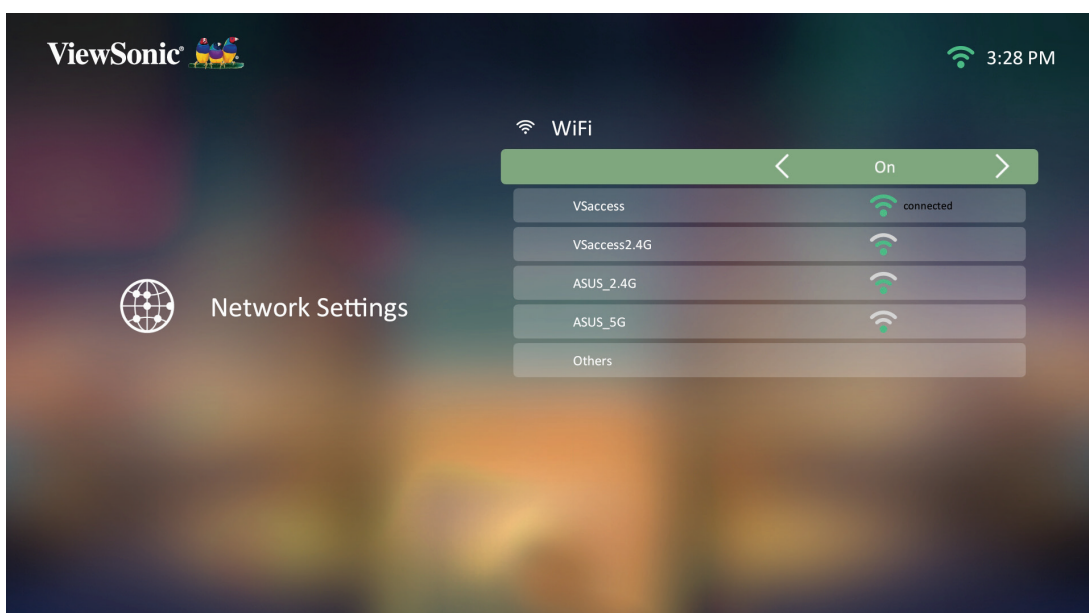 ViewSonic®
3:28 PM
WiFi
On
VSaccess connected
VSaccess2.4G
ASUS_2.4G
Network Settings
ASUS_5G
Others